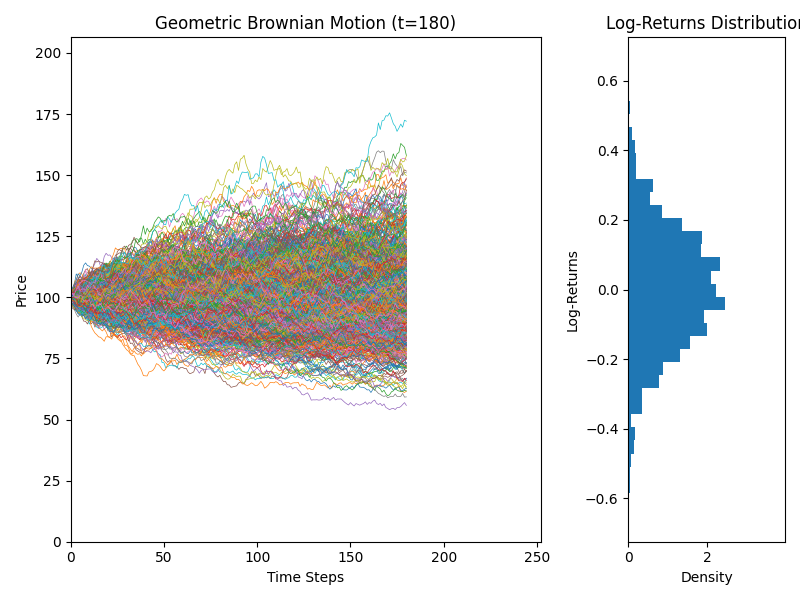 Geometric Brownian Motion (t=180)
Log-Returns Distribution
200
175
150
125
100
75
50
25
0
Price
0 50 100 150 200 250
Time Steps
0.6
0.4
0.2
0.0
−0.2
−0.4
−0.6
Log-Returns
0 2
Density